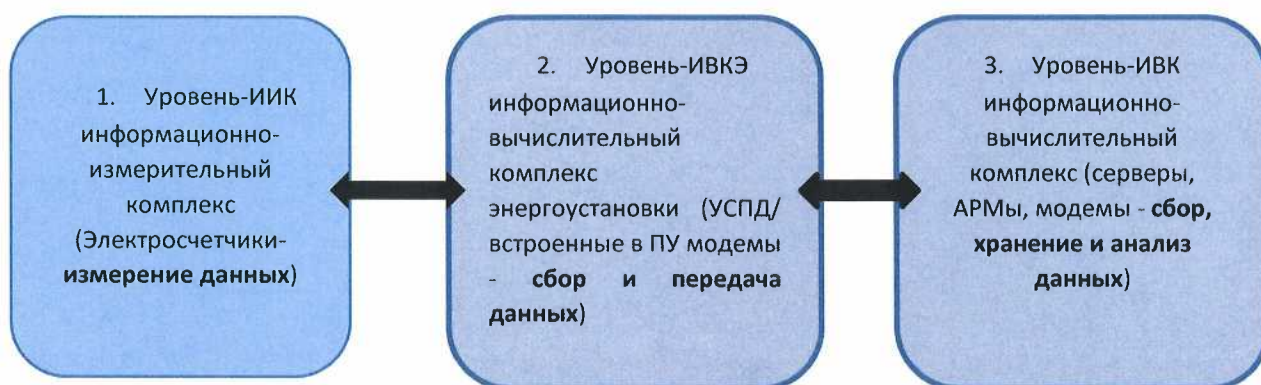 1. Уровень-ИИК
информационно-
измерительный
комплекс
(Электросчетчики-
измерение данных)
2. Уровень-ИВКЭ
информационно-
вычислительный
комплекс
энергоустановки (УСПД/
встроенные в ПУ модемы
- сбор и передача
данных)
3. Уровень-ИВК
информационно-
вычислительный
комплекс (серверы,
АРМы, модемы - сбор,
хранение и анализ
данных)